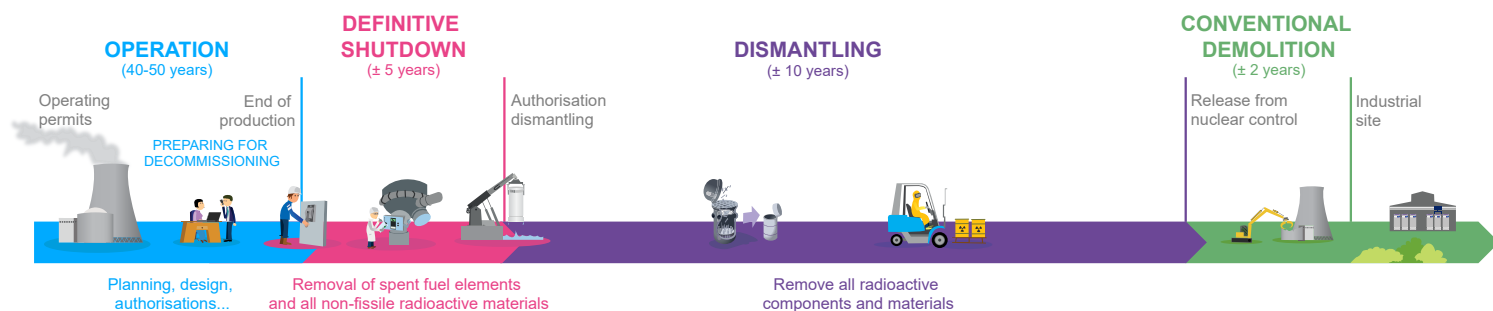 OPERATION
(40-50 years)
DEFINITIVE
SHUTDOWN
(± 5 years)
DISMANTLING
(± 10 years)
CONVENTIONAL
DEMOLITION
(± 2 years)
Operating
permits
End of
production
Authorisation
dismantling
Release from
nuclear control
Industrial
site
PREPARING FOR
DECOMMISSIONING
Planning, design,
authorisations...
Removal of spent fuel elements
and all non-fissile radioactive materials
Remove all radioactive
components and materials